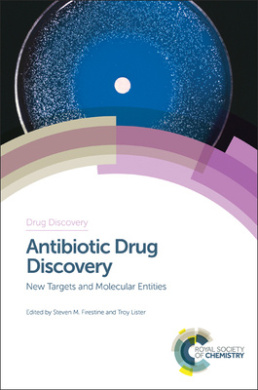 Drug Discovery
Antibiotic Drug
Discovery
New Targets and Molecular Entities
Edited by Steven M. Firestine and Troy Lister
ROYAL SOCIETY
OF CHEMISTRY